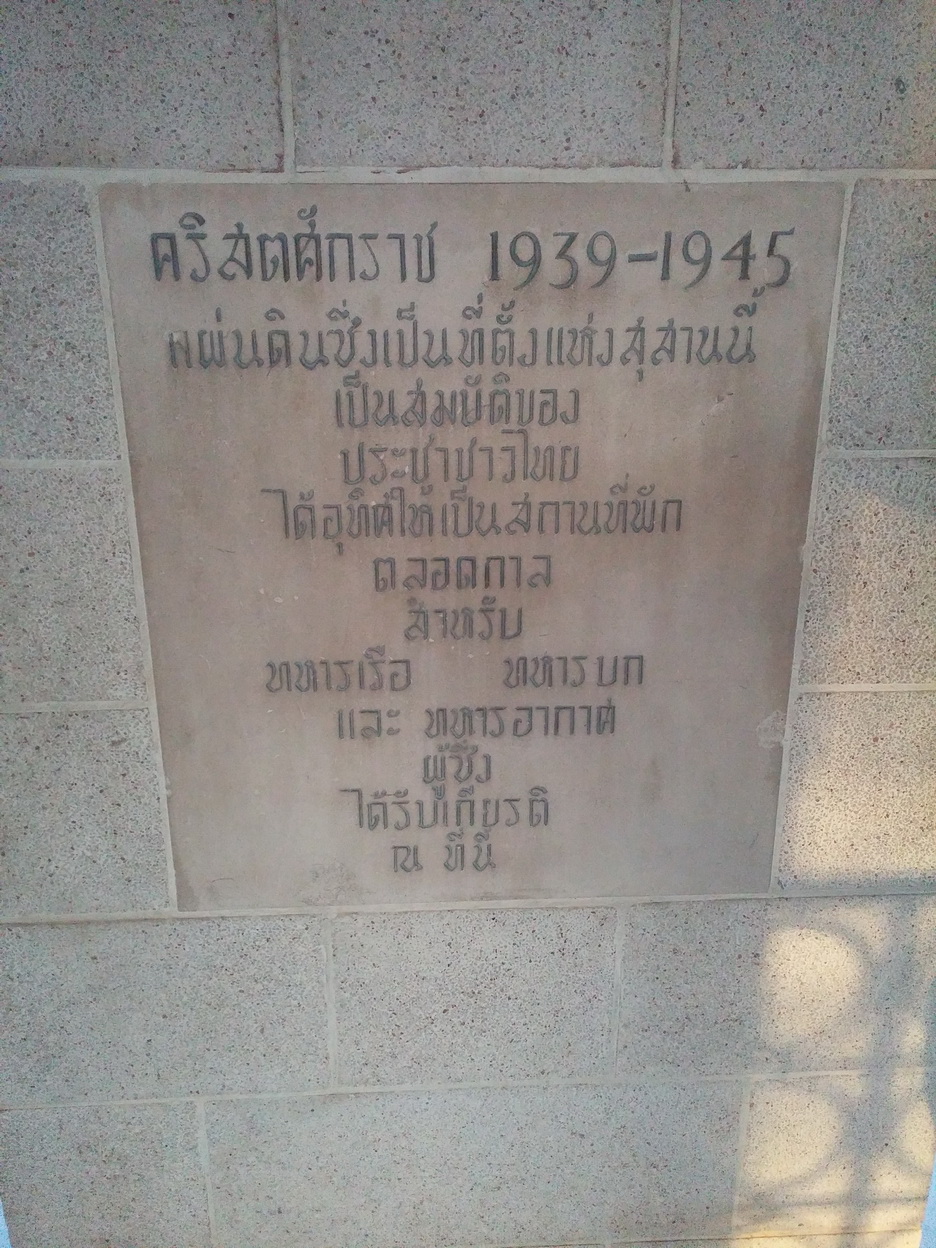 คริสตศักราช 1939-1945
ผผ่นดินซึ่งเป็นที่ตั้งแห่งสุสานนี้
เป็นสมบัติของ
ประชาชาวไทย
ได้อุทิศให้เป็นสถานที่พัก
ตลอดกาล
สำหรับ
ทหารเรือ ทหารบก
และ ทหารอากาศ
ผู้ซึ่ง
ได้รับเกียรติ
ณ ที่นี้